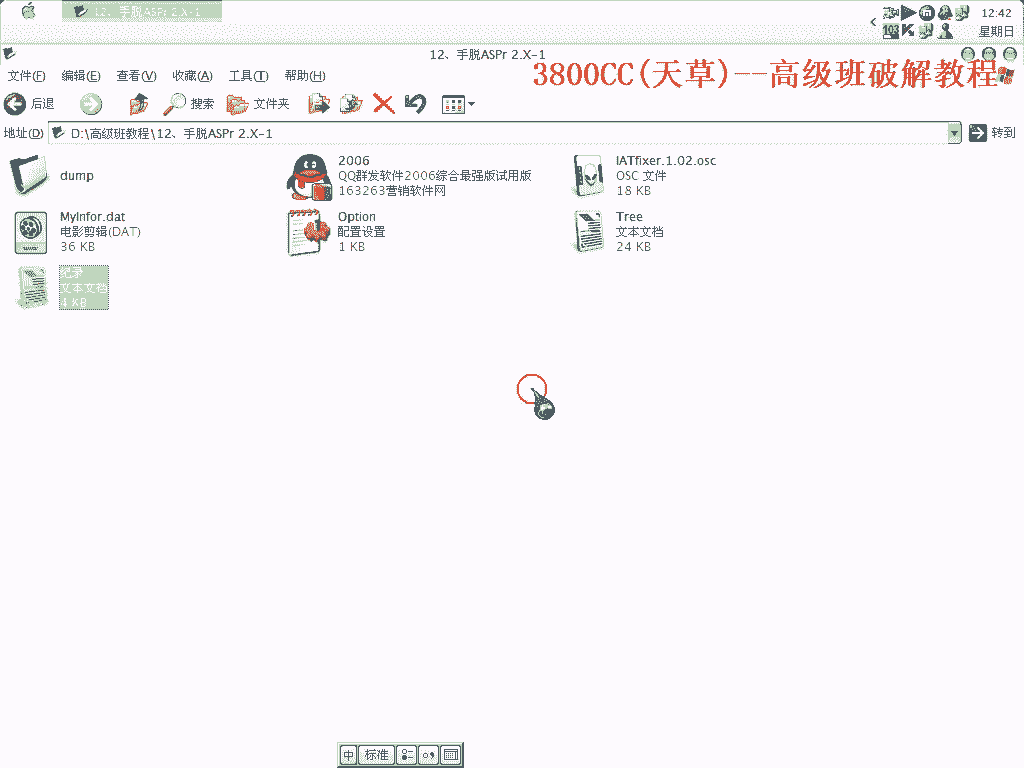 12、手脱ASPr 2.X-1
12:42
星期日
12、手脱ASPr 2.X-1
3800CC(天草)--高级班破解教程
文件(F) 编辑(E) 查看(V) 收藏(A) 工具(T) 帮助(H)
后退 搜索 文件夹
地址(D) D:\高级班教程\12、手脱ASPr 2.X-1 转到
dump
2006
QQ群发软件2006综合最强版试用版
163263营销软件网
IATfixer.1.02.osc
OSC 文件
18 KB
MyInfor.dat
电影剪辑(DAT)
36 KB
Option
配置设置
1 KB
Tree
文本文档
24 KB
纪录
文本文档
4 KB
中 标准